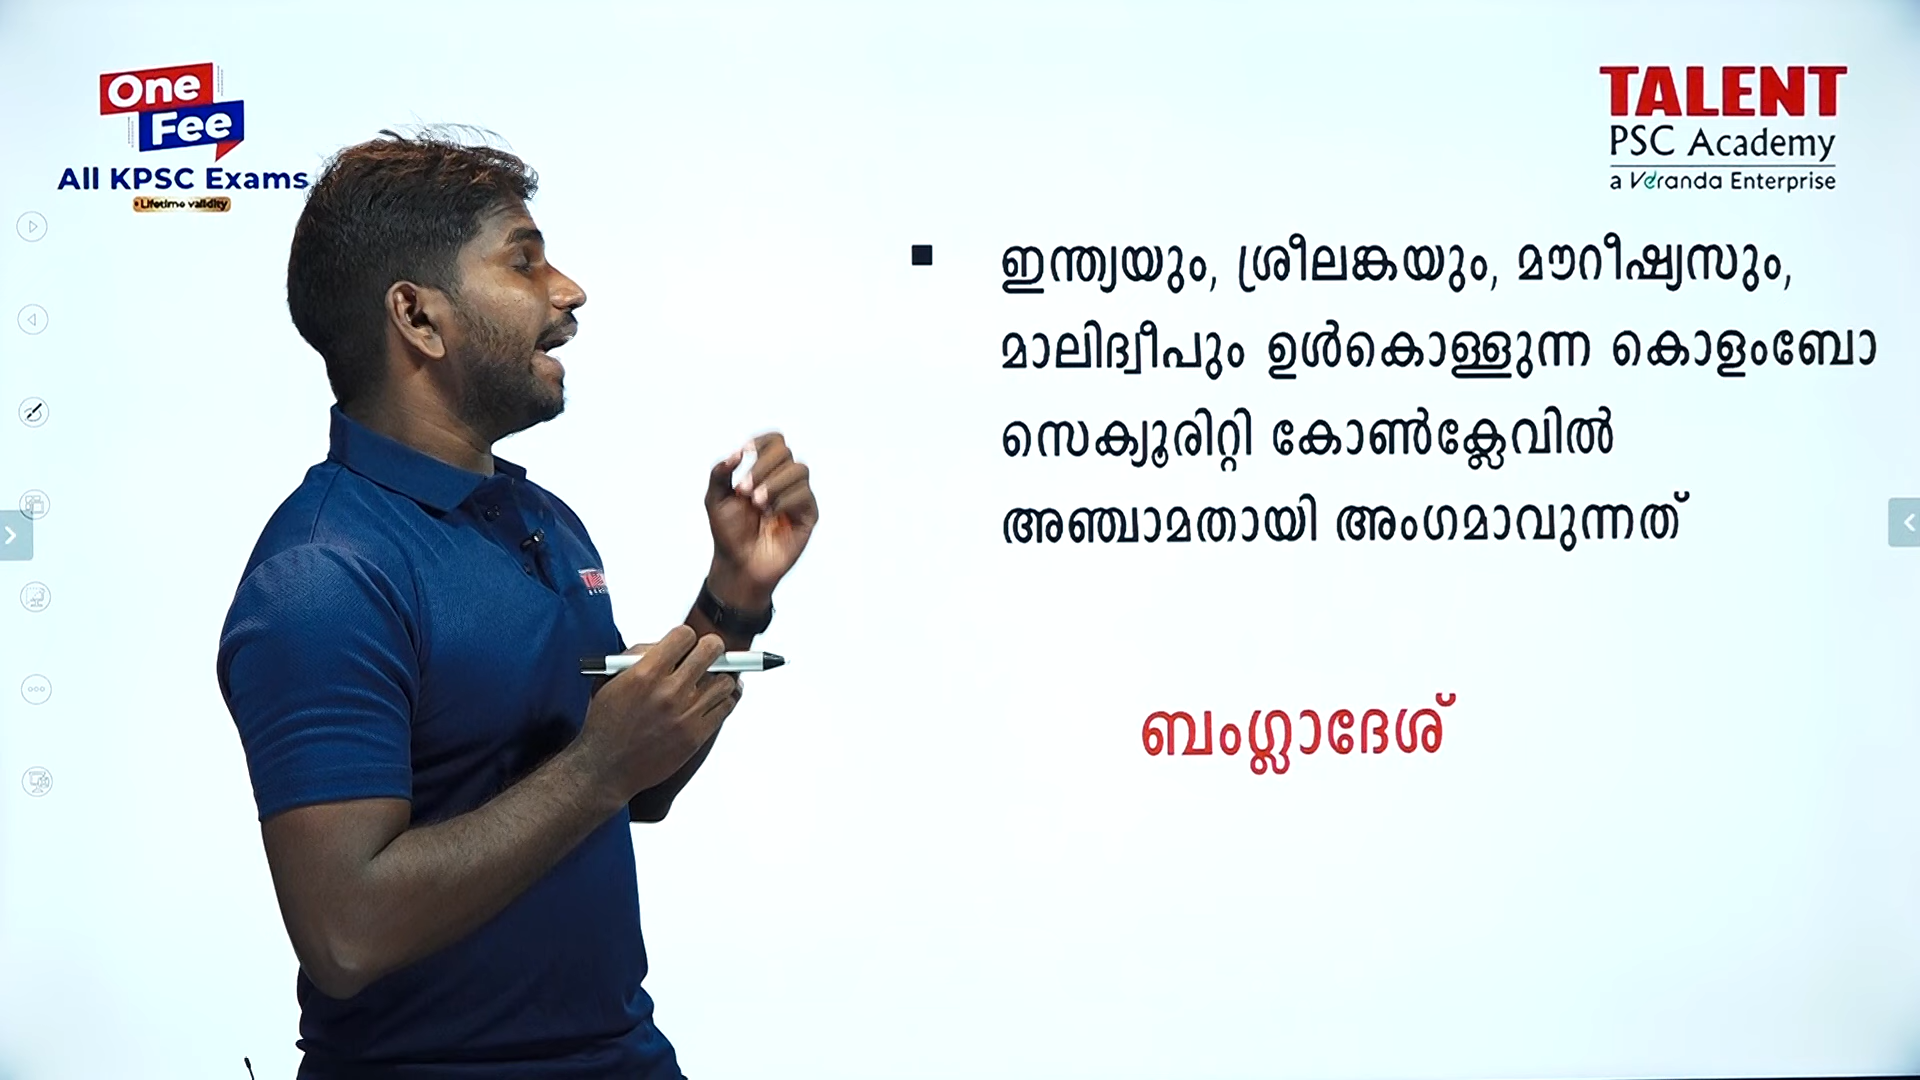 One
Fee
All KPSC Exams
Lifetime validity
TALENT
PSC Academy
a Veranda Enterprise
ഇന്ത്യയും, ശ്രീലങ്കയും, മൗറീഷ്യസും,
മാലിദ്വീപും ഉൾകൊള്ളുന്ന കൊളംബോ
സെക്യൂരിറ്റി കോൺക്ലേവിൽ
അഞ്ചാമതായി അംഗമാവുന്നത്
ബംഗ്ലാദേശ്